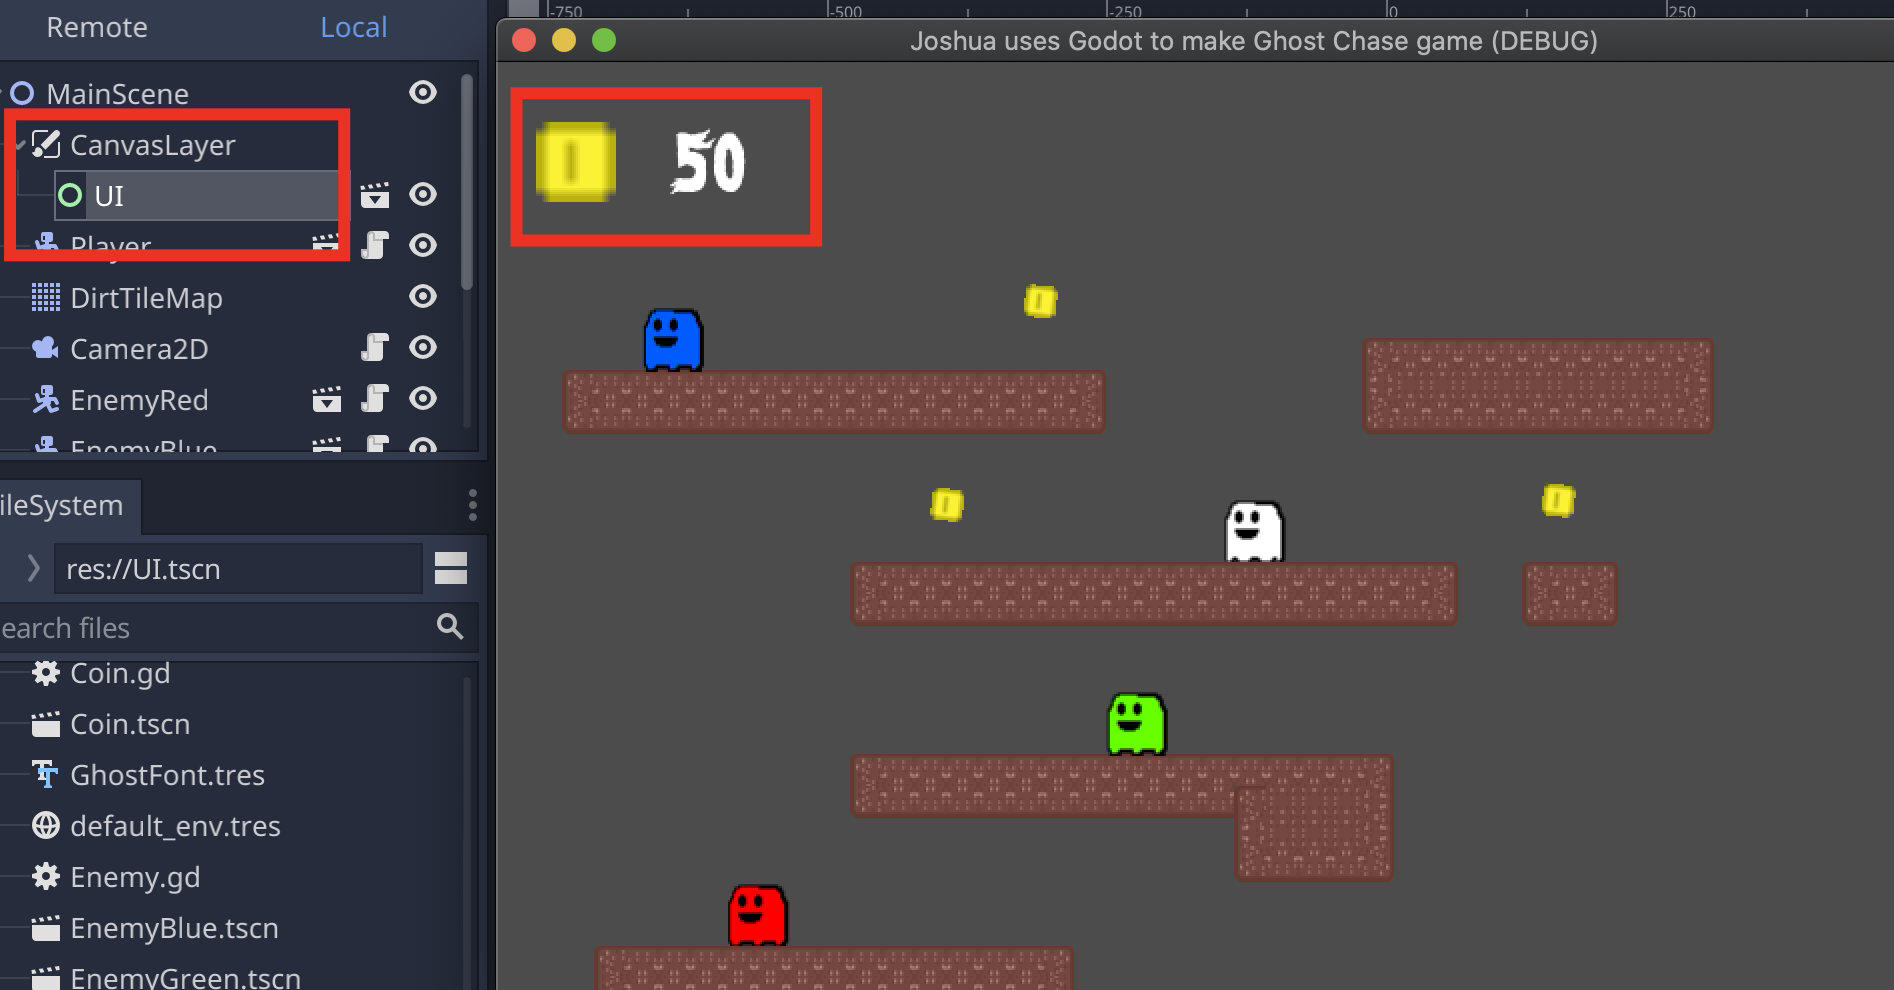 Remote Local
-750 -500 -250 0 250
Joshua uses Godot to make Ghost Chase game (DEBUG)
MainScene
CanvasLayer
UI
Player
DirtTileMap
Camera2D
EnemyRed
EnemyBlue
50
ileSystem
res://UI.tscn
earch files
Coin.gd
Coin.tscn
GhostFont.tres
default_env.tres
Enemy.gd
EnemyBlue.tscn
EnemyGreen.tscn